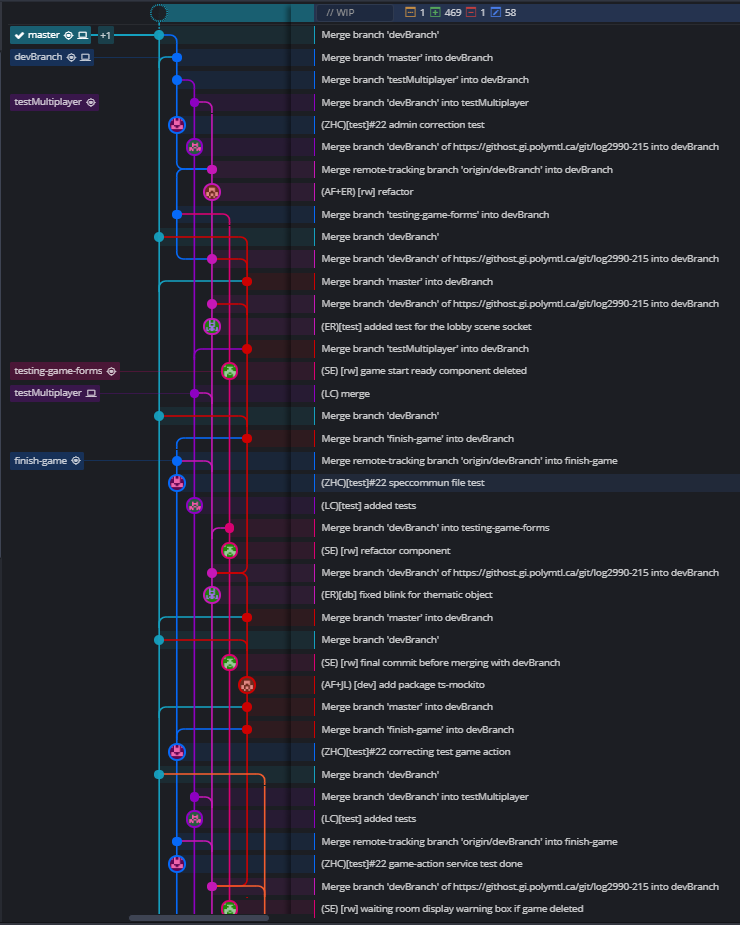 // WIP 1 469 1 58
master +1 Merge branch 'devBranch'
devBranch Merge branch 'master' into devBranch
Merge branch 'testMultiplayer' into devBranch
testMultiplayer Merge branch 'devBranch' into testMultiplayer
(ZHC)[test]#22 admin correction test
Merge branch 'devBranch' of https://githost.gi.polymtl.ca/git/log2990-215 into devBranch
Merge remote-tracking branch 'origin/devBranch' into devBranch
(AF+ER) [rw] refactor
Merge branch 'testing-game-forms' into devBranch
Merge branch 'devBranch'
Merge branch 'devBranch' of https://githost.gi.polymtl.ca/git/log2990-215 into devBranch
Merge branch 'master' into devBranch
Merge branch 'devBranch' of https://githost.gi.polymtl.ca/git/log2990-215 into devBranch
(ER)[test] added test for the lobby scene socket
Merge branch 'testMultiplayer' into devBranch
testing-game-forms (SE) [rw] game start ready component deleted
testMultiplayer (LC) merge
Merge branch 'devBranch'
Merge branch 'finish-game' into devBranch
finish-game Merge remote-tracking branch 'origin/devBranch' into finish-game
(ZHC)[test]#22 speccommun file test
(LC)[test] added tests
Merge branch 'devBranch' into testing-game-forms
(SE) [rw] refactor component
Merge branch 'devBranch' of https://githost.gi.polymtl.ca/git/log2990-215 into devBranch
(ER)[db] fixed blink for thematic object
Merge branch 'master' into devBranch
Merge branch 'devBranch'
(SE) [rw] final commit before merging with devBranch
(AF+JL) [dev] add package ts-mockito
Merge branch 'master' into devBranch
Merge branch 'finish-game' into devBranch
(ZHC)[test]#22 correcting test game action
Merge branch 'devBranch'
Merge branch 'devBranch' into testMultiplayer
(LC)[test] added tests
Merge remote-tracking branch 'origin/devBranch' into finish-game
(ZHC)[test]#22 game-action service test done
Merge branch 'devBranch' of https://githost.gi.polymtl.ca/git/log2990-215 into devBranch
(SE) [rw] waiting room display warning box if game deleted